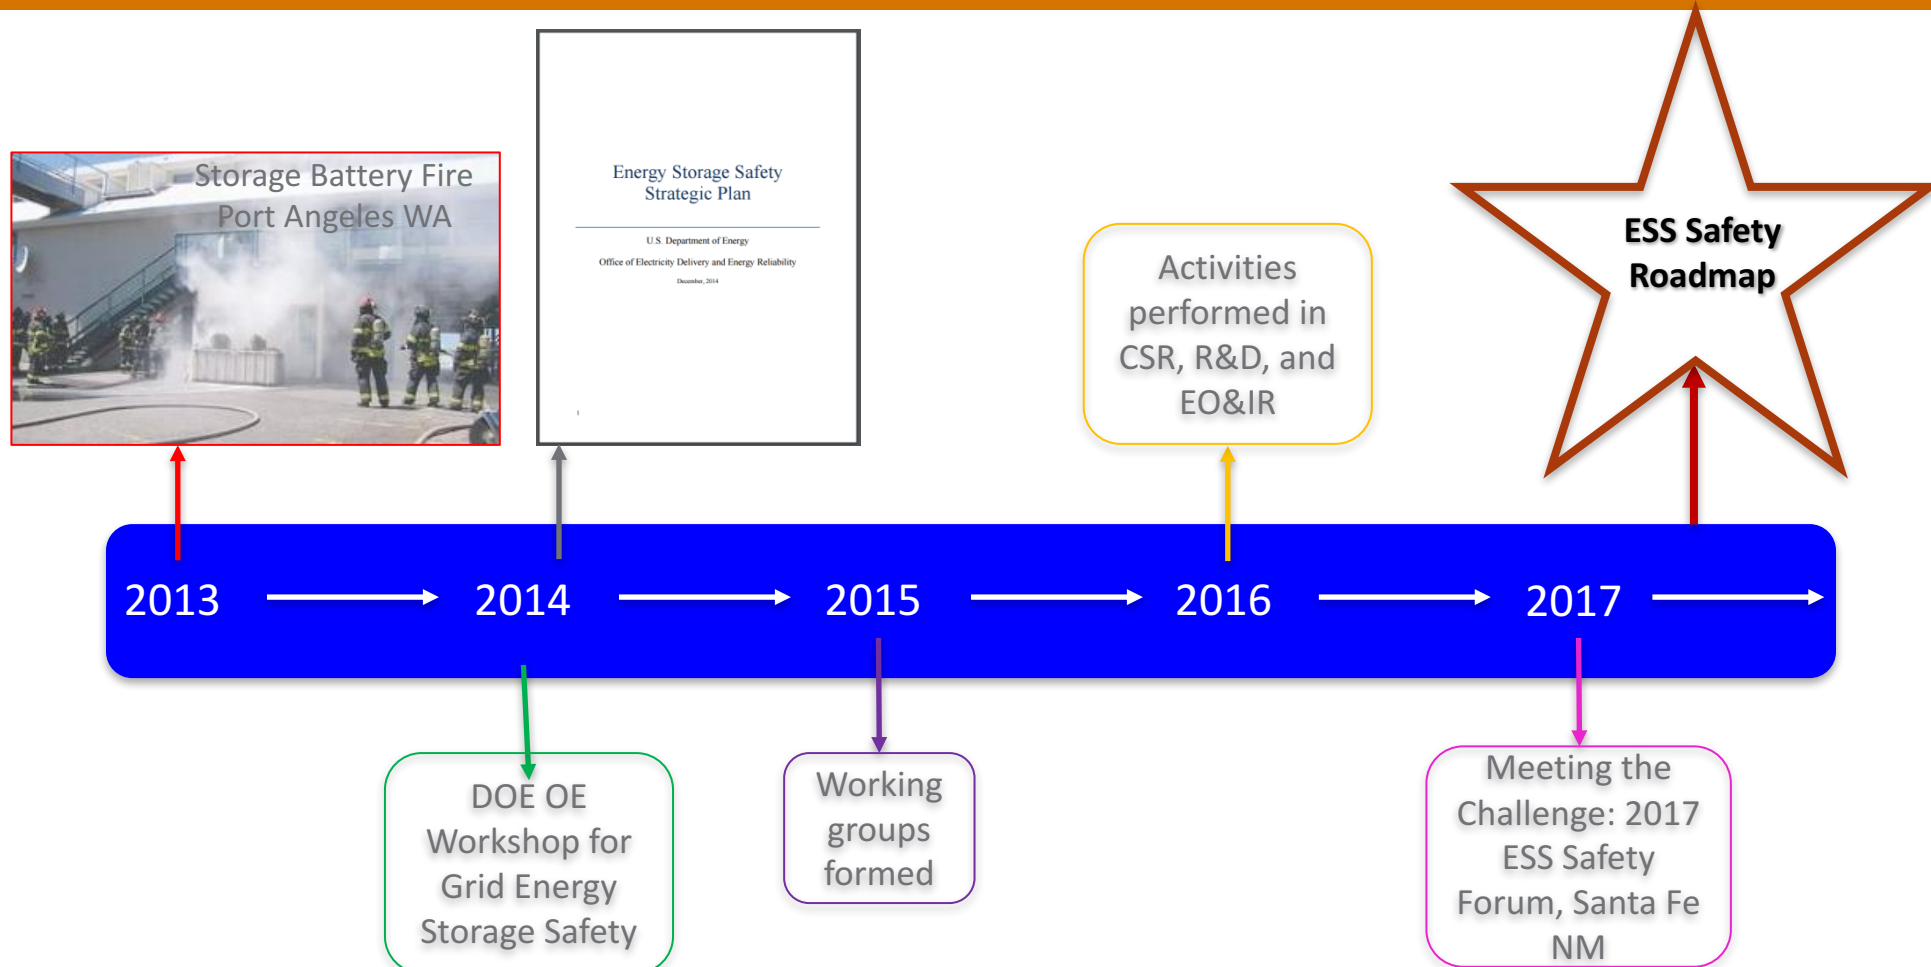 Storage Battery Fire
Port Angeles WA
Energy Storage Safety
Strategic Plan
U.S. Department of Energy
Office of Electricity Delivery and Energy Reliability
December, 2014
Activities
performed in
CSR, R&D, and
EO&IR
ESS Safety
Roadmap
2013
2014
2015
2016
2017
DOE OE
Workshop for
Grid Energy
Storage Safety
Working
groups
formed
Meeting the
Challenge: 2017
ESS Safety
Forum, Santa Fe
NM